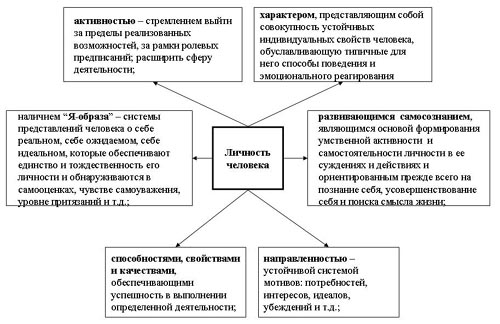 активностью – стремлением выйти
за пределы реализованных
возможностей, за рамки ролевых
предписаний; расширить сферу
деятельности;
характером, представляющим собой
совокупность устойчивых
индивидуальных свойств человека,
обуславливающую типичные для
него способы поведения и
эмоционального реагирования
наличием “Я-образа” – системы
представлений человека о себе
реальном, себе ожидаемом, себе
идеальном, которые обеспечивают
единство и тождественность его
личности и обнаруживаются в
самооценках, чувстве самоуважения,
уровне притязаний и т.д.;
Личность
человека
развивающимся самосознанием,
являющимся основой формирования
умственной активности и
самостоятельности личности в ее
суждениях и действиях и
ориентированным прежде всего на
познание себя, усовершенствование
себя и поиска смысла жизни;
способностями, свойствами
и качествами,
обеспечивающими
успешность в выполнении
определенной деятельности;
направленностью –
устойчивой системой
мотивов: потребностей,
интересов, идеалов,
убеждений и т.д.;